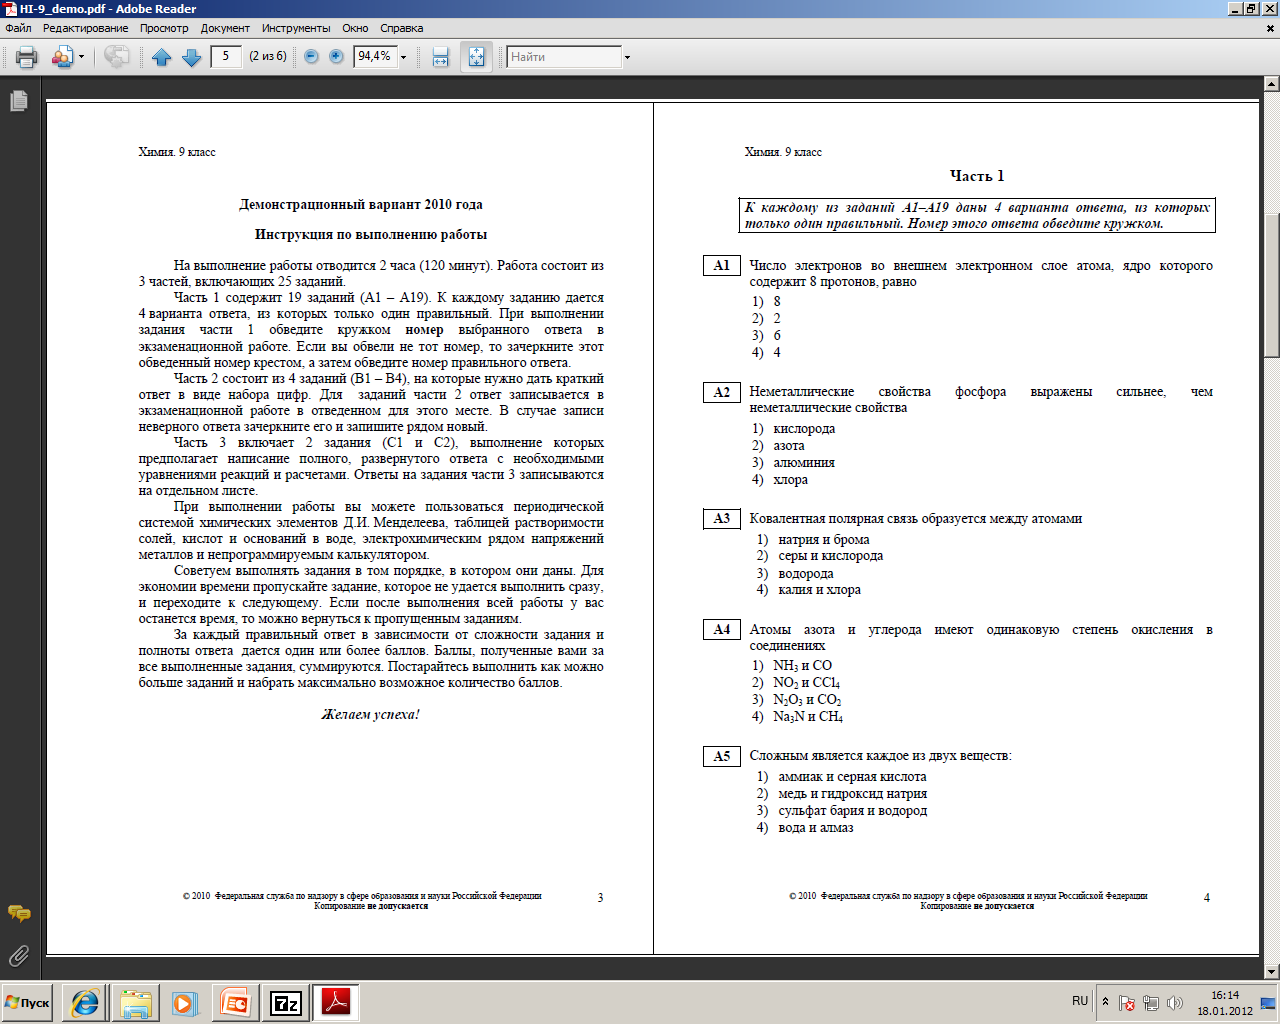 HI-9_demo.pdf - Adobe Reader
Файл Редактирование Просмотр Документ Инструменты Окно Справка
5 (2 из 6) 94,4% Найти
Химия. 9 класс
Демонстрационный вариант 2010 года
Инструкция по выполнению работы
На выполнение работы отводится 2 часа (120 минут). Работа состоит из
3 частей, включающих 25 заданий.
Часть 1 содержит 19 заданий (А1 – А19). К каждому заданию дается
4 варианта ответа, из которых только один правильный. При выполнении
задания части 1 обведите кружком номер выбранного ответа в
экзаменационной работе. Если вы обвели не тот номер, то зачеркните этот
обведенный номер крестом, а затем обведите номер правильного ответа.
Часть 2 состоит из 4 заданий (В1 – В4), на которые нужно дать краткий
ответ в виде набора цифр. Для заданий части 2 ответ записывается в
экзаменационной работе в отведенном для этого месте. В случае записи
неверного ответа зачеркните его и запишите рядом новый.
Часть 3 включает 2 задания (С1 и С2), выполнение которых
предполагает написание полного, развернутого ответа с необходимыми
уравнениями реакций и расчетами. Ответы на задания части 3 записываются
на отдельном листе.
При выполнении работы вы можете пользоваться периодической
системой химических элементов Д.И. Менделеева, таблицей растворимости
солей, кислот и оснований в воде, электрохимическим рядом напряжений
металлов и непрограммируемым калькулятором.
Советуем выполнять задания в том порядке, в котором они даны. Для
экономии времени пропускайте задание, которое не удается выполнить сразу,
и переходите к следующему. Если после выполнения всей работы у вас
останется время, то можно вернуться к пропущенным заданиям.
За каждый правильный ответ в зависимости от сложности задания и
полноты ответа дается один или более баллов. Баллы, полученные вами за
все выполненные задания, суммируются. Постарайтесь выполнить как можно
больше заданий и набрать максимально возможное количество баллов.
Желаем успеха!
© 2010 Федеральная служба по надзору в сфере образования и науки Российской Федерации
Копирование не допускается
3
Химия. 9 класс
Часть 1
К каждому из заданий А1–А19 даны 4 варианта ответа, из которых
только один правильный. Номер этого ответа обведите кружком.
А1 Число электронов во внешнем электронном слое атома, ядро которого
содержит 8 протонов, равно
1) 8
2) 2
3) 6
4) 4
А2 Неметаллические свойства фосфора выражены сильнее, чем
неметаллические свойства
1) кислорода
2) азота
3) алюминия
4) хлора
А3 Ковалентная полярная связь образуется между атомами
1) натрия и брома
2) серы и кислорода
3) водорода
4) калия и хлора
А4 Атомы азота и углерода имеют одинаковую степень окисления в
соединениях
1) NH₃ и CO
2) NO₂ и CCl₄
3) N₂O₃ и CO₂
4) Na₃N и CH₄
А5 Сложным является каждое из двух веществ:
1) аммиак и серная кислота
2) медь и гидроксид натрия
3) сульфат бария и водород
4) вода и алмаз
© 2010 Федеральная служба по надзору в сфере образования и науки Российской Федерации
Копирование не допускается
4
Пуск
7z
RU
16:14
18.01.2012